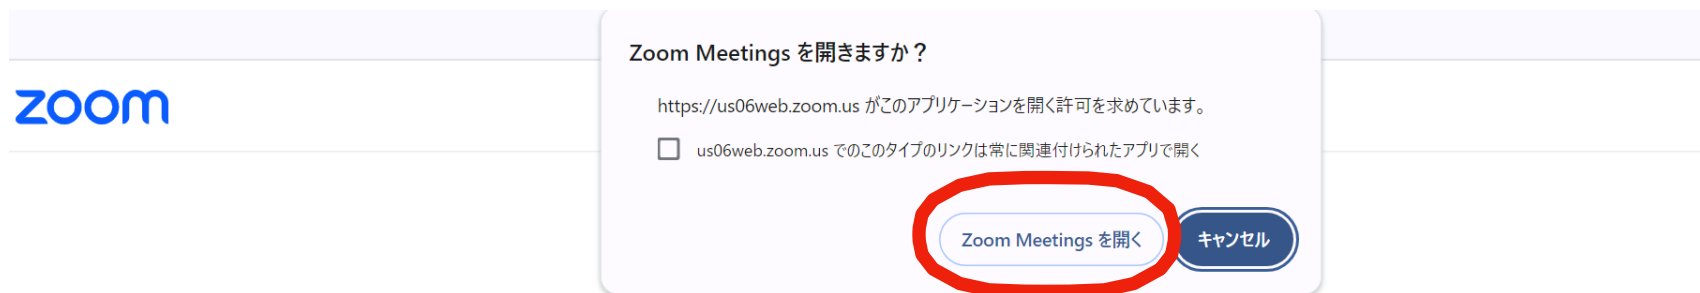 zoom
Zoom Meetings を開きますか？
https://us06web.zoom.us がこのアプリケーションを開く許可を求めています。
us06web.zoom.us でのこのタイプのリンクは常に関連付けられたアプリで開く
Zoom Meetings を開く
キャンセル